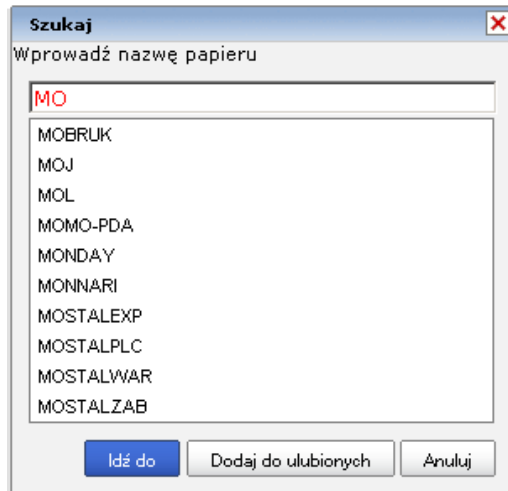 Szukaj
Wprowadź nazwę papieru
MO
MOBRUK
MOJ
MOL
MOMO-PDA
MONDAY
MONNARI
MOSTALEXP
MOSTALPLC
MOSTALWAR
MOSTALZAB
Idź do Dodaj do ulubionych Anuluj